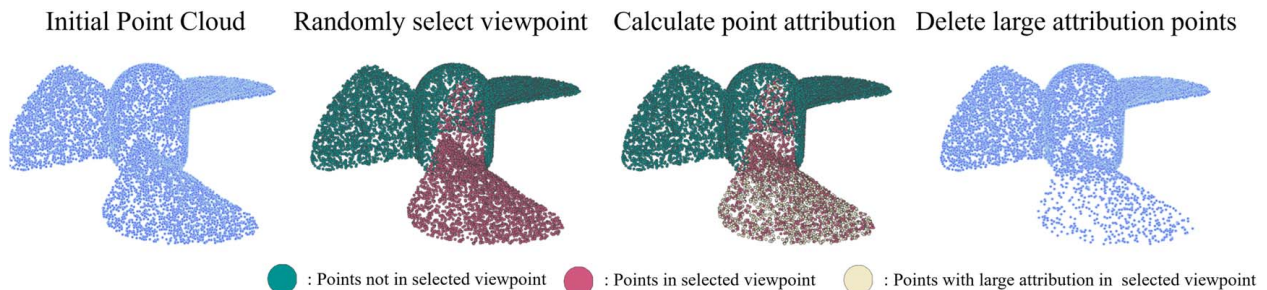 Initial Point Cloud
Randomly select viewpoint
Calculate point attribution
Delete large attribution points
: Points not in selected viewpoint
: Points in selected viewpoint
: Points with large attribution in selected viewpoint